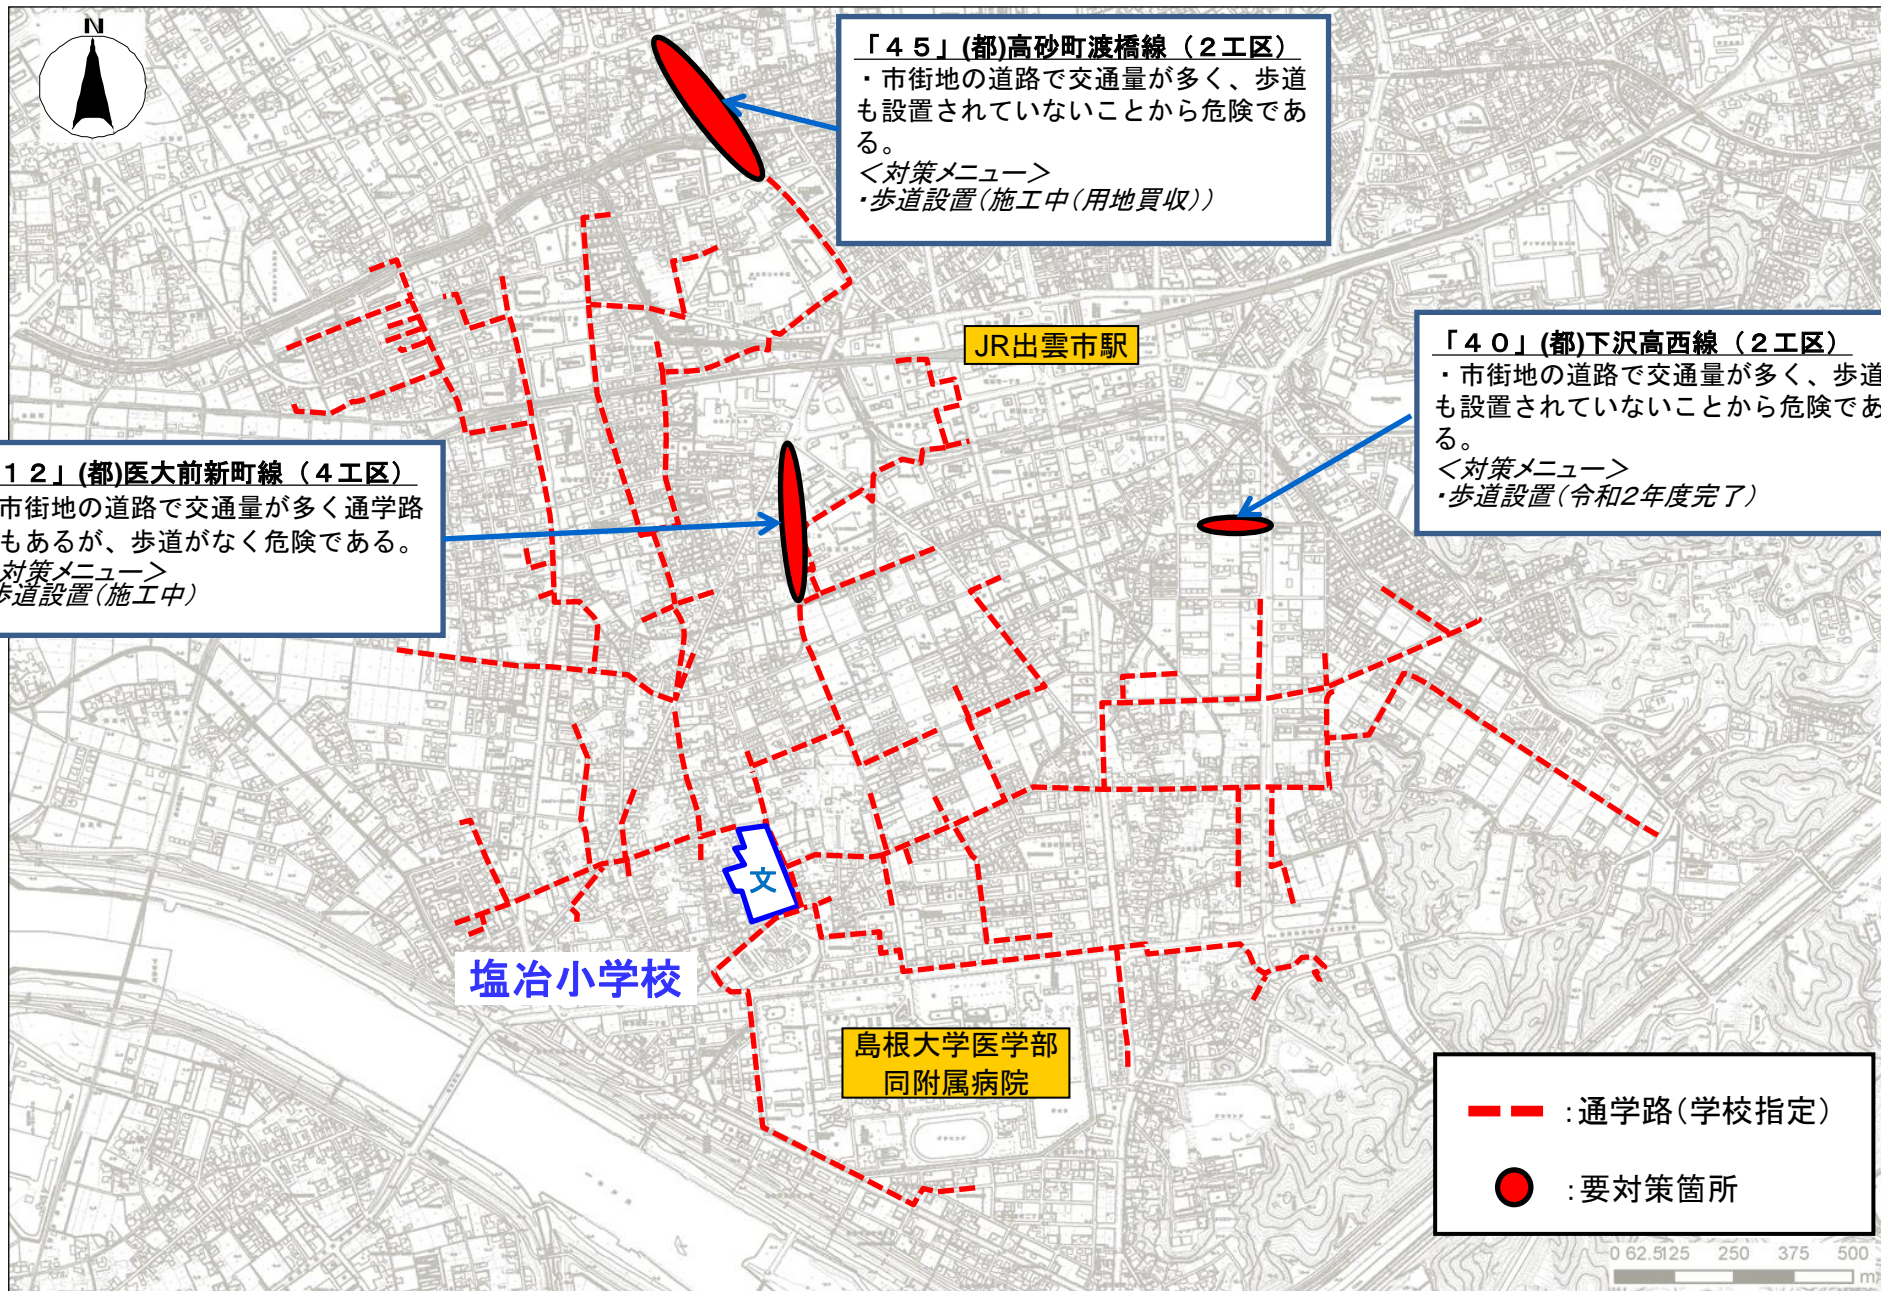 N
「45」(都)高砂町渡橋線（2工区）
・市街地の道路で交通量が多く、歩道
も設置されていないことから危険であ
る。
＜対策メニュー＞
・歩道設置(施工中(用地買収))
JR出雲市駅
「40」(都)下沢高西線（2工区）
・市街地の道路で交通量が多く、歩道
も設置されていないことから危険であ
る。
＜対策メニュー＞
・歩道設置(令和2年度完了)
12」(都)医大前新町線（4工区）
市街地の道路で交通量が多く通学路
もあるが、歩道がなく危険である。
対策メニュー＞
歩道設置(施工中)
文
塩冶小学校
島根大学医学部
同附属病院
:通学路(学校指定)
:要対策箇所
0 62.5125 250 375 500
m